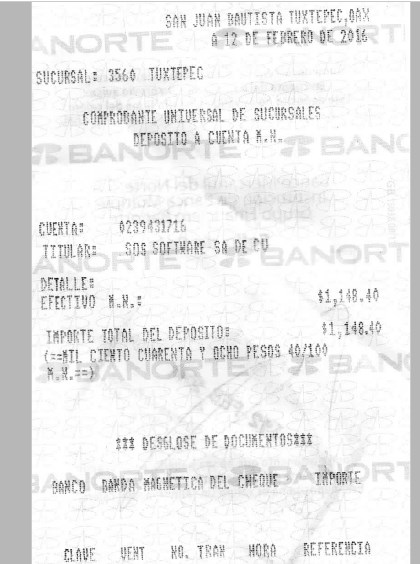 SAN JUAN BAUTISTA TUXTEPEC,OAX
A 12 DE FEBRERO DE 2016
SUCURSAL: 3560 TUXTEPEC
COMPROBANTE UNIVERSAL DE SUCURSALES
DEPOSITO A CUENTA M.N.
BANORTE
CUENTA: 0239431716
TITULAR: SOS SOFTWARE SA DE CV
DETALLE:
EFECTIVO M.N.: $1,148.40
IMPORTE TOTAL DEL DEPOSITO: $1,148.40
(==MIL CIENTO CUARENTA Y OCHO PESOS 40/100
M.N.==)
*** DESGLOSE DE DOCUMENTOS***
BANCO BANDA MAGNETICA DEL CHEQUE IMPORTE
CLAVE VENT NO. TRAN HORA REFERENCIA